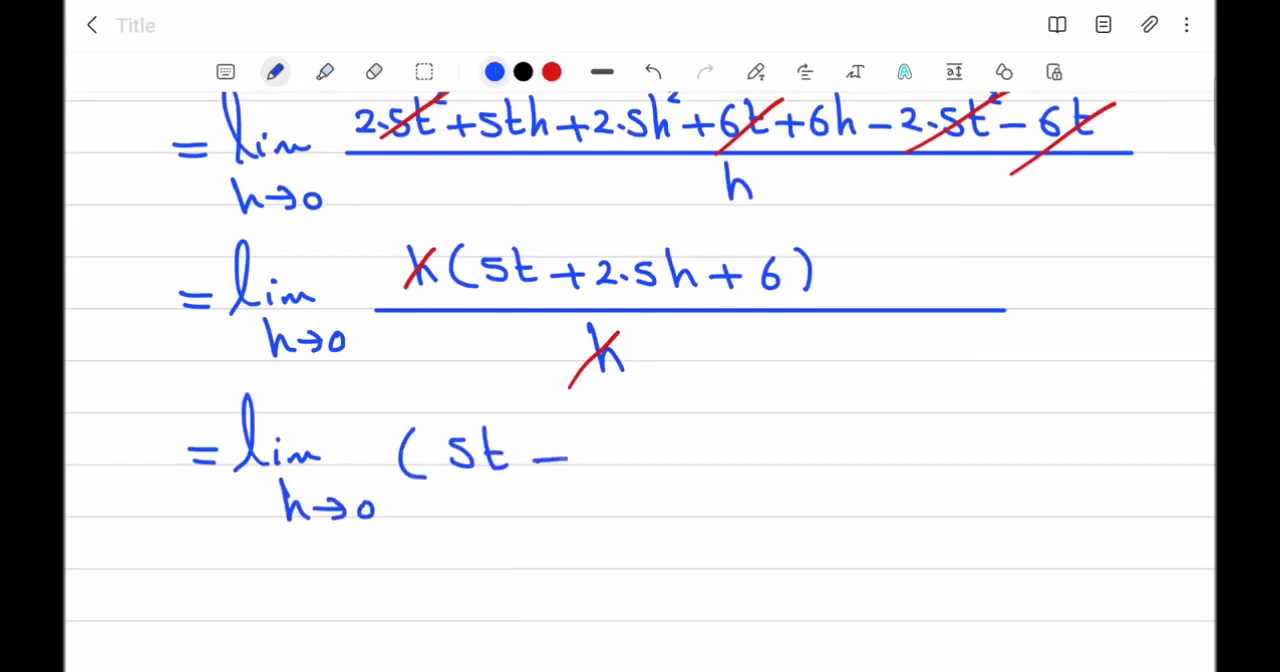 Title
= lim h→0 (2.5t² + 5th + 2.5h² + 6t + 6h − 2.5t² − 6t) / h
= lim h→0 h(5t + 2.5h + 6) / h
= lim h→0 (5t −